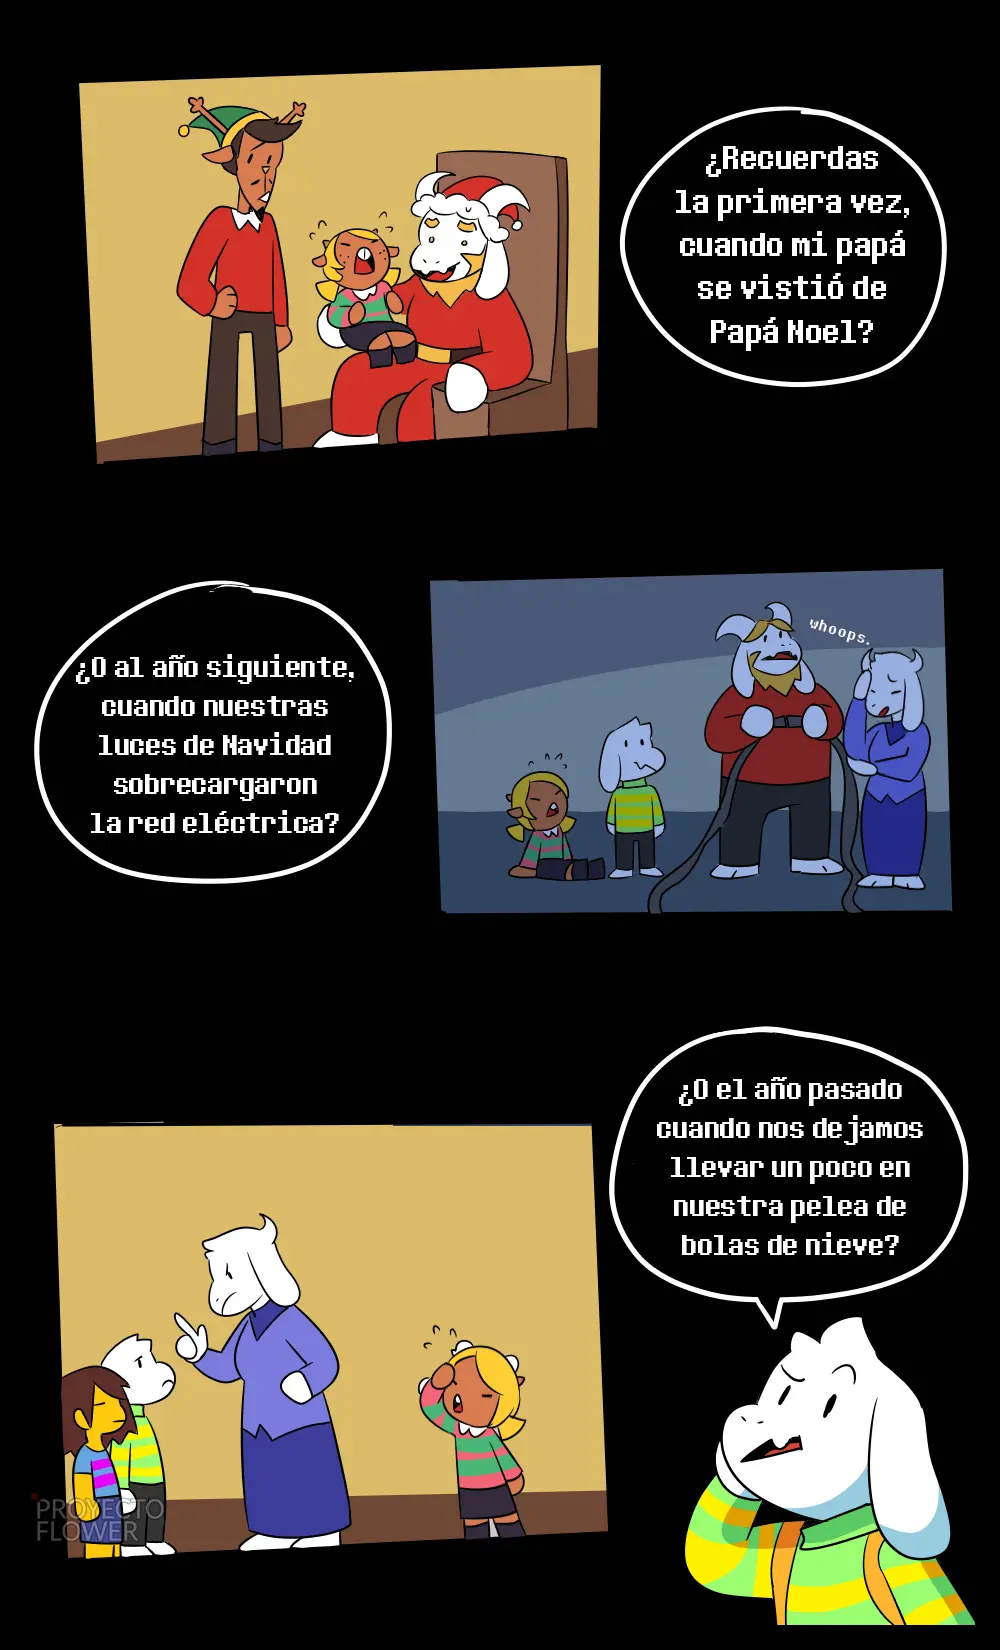 ¿Recuerdas
la primera vez,
cuando mi papá
se vistió de
Papá Noel?
¿O al año siguiente,
cuando nuestras
luces de Navidad
sobrecargaron
la red eléctrica?
whoops.
¿O el año pasado
cuando nos dejamos
llevar un poco en
nuestra pelea de
bolas de nieve?
PROYECTO
FLOWER